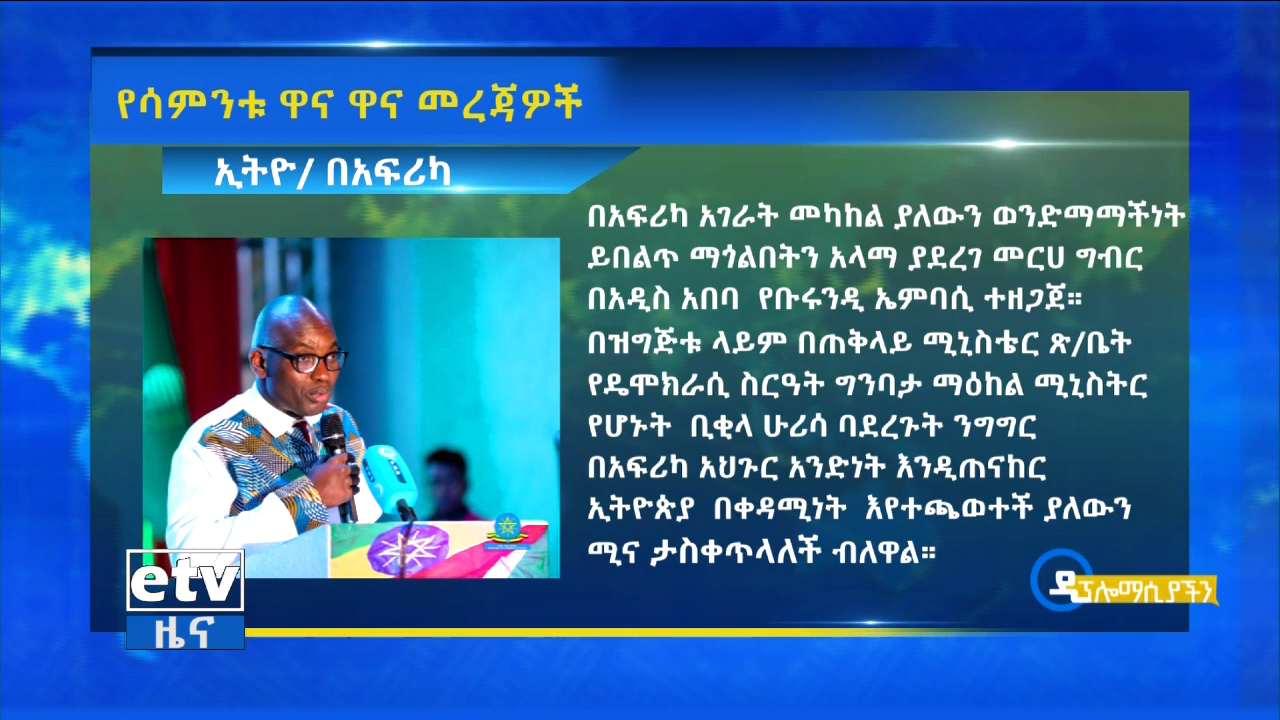 የሳምንቱ ዋና ዋና መረጃዎች
ኢትዮ/ በአፍሪካ
በአፍሪካ አገራት መካከል ያለውን ወንድማማችነት
ይበልጥ ማጎልበትን አላማ ያደረገ መርሀ ግብር
በአዲስ አበባ የቡሩንዲ ኤምባሲ ተዘጋጀ።
በዝግጅቱ ላይም በጠቅላይ ሚኒስቴር ጽ/ቤት
የዴሞክራሲ ስርዓት ግንባታ ማዕከል ሚኒስትር
የሆኑት ቢቂላ ሁሪሳ ባደረጉት ንግግር
በአፍሪካ አህጉር አንድነት እንዲጠናከር
ኢትዮጵያ በቀዳሚነት እየተጫወተች ያለውን
ሚና ታስቀጥላለች ብለዋል።
etv
ዜና
ዲፕሎማሲያችን